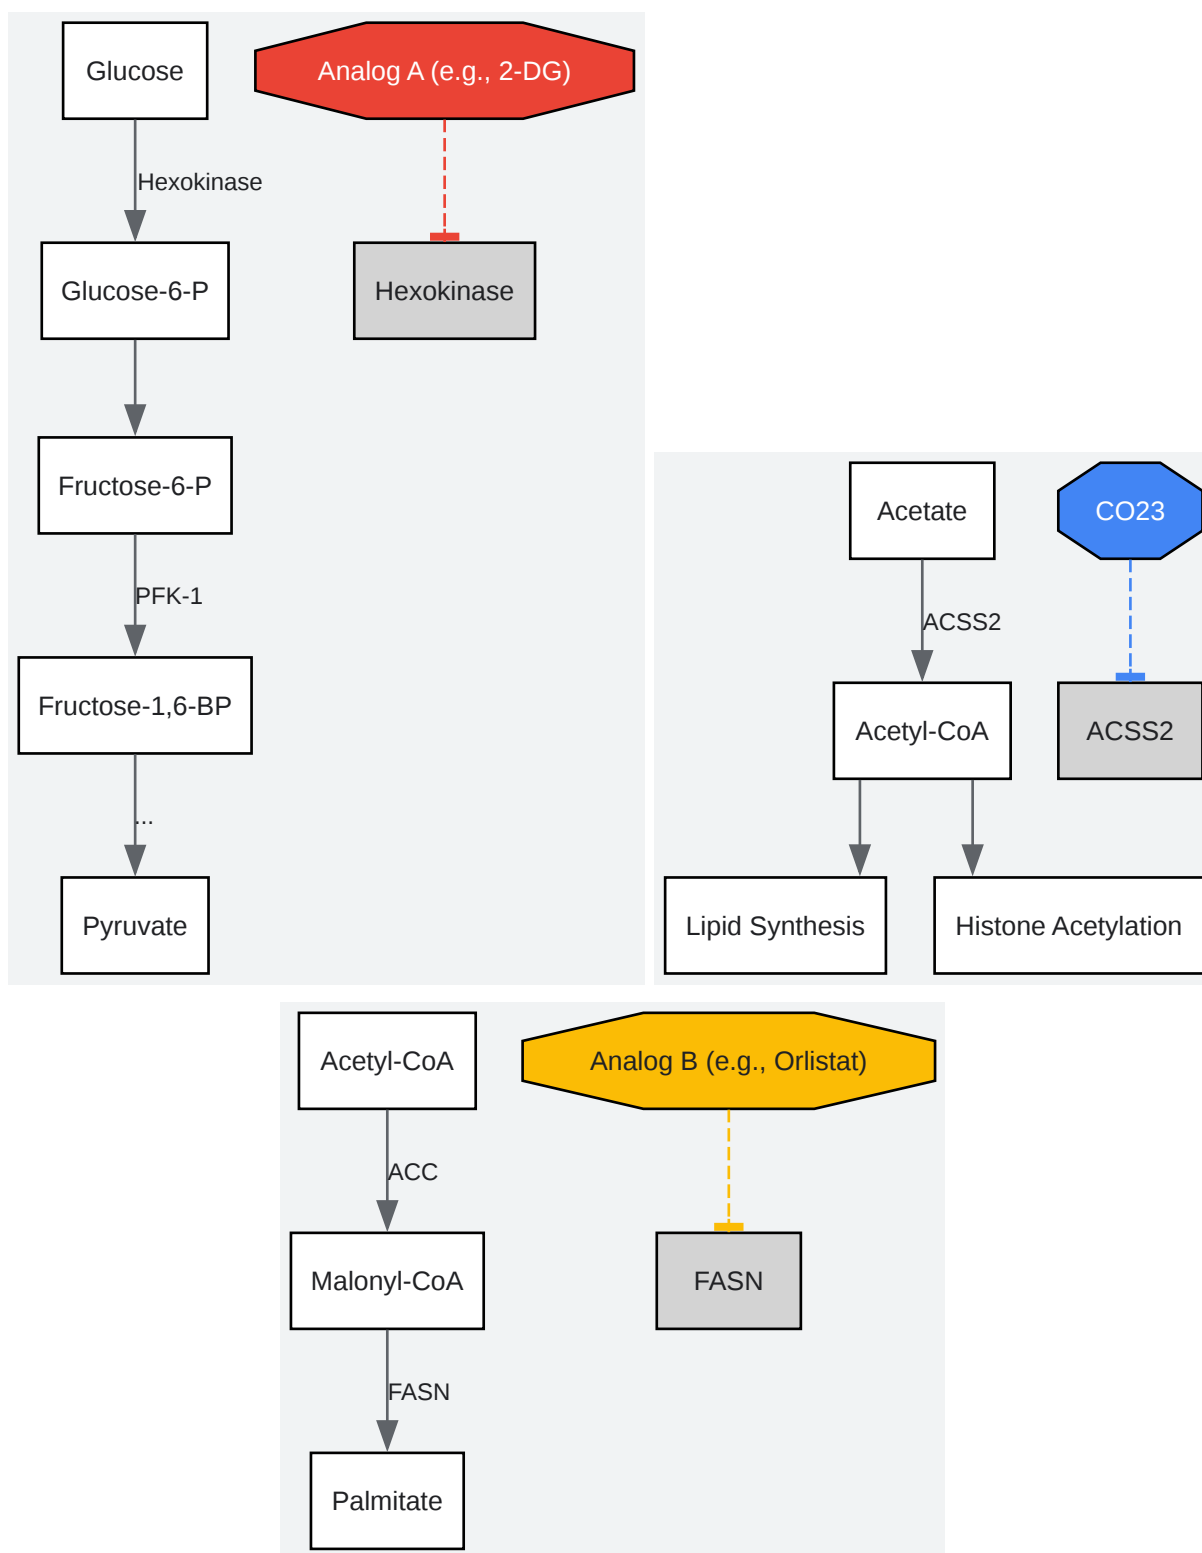 Glucose
Analog A (e.g., 2-DG)
Hexokinase
Glucose-6-P
Hexokinase
Fructose-6-P
PFK-1
Fructose-1,6-BP
...
Pyruvate
Acetate
CO23
ACSS2
Acetyl-CoA
ACSS2
Lipid Synthesis
Histone Acetylation
Acetyl-CoA
Analog B (e.g., Orlistat)
ACC
Malonyl-CoA
FASN
FASN
Palmitate